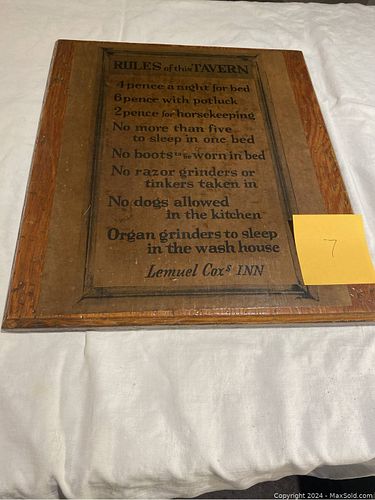 RULES of this TAVERN
4 pence a night for bed
6 pence with potluck
2 pence for horsekeeping
No more than five
to sleep in one bed
No boots to be worn in bed
No razor grinders or
tinkers taken in
No dogs allowed
in the kitchen
Organ grinders to sleep
in the wash house
Lemuel Cox's INN
7
Copyright 2024 - MaxSold.com